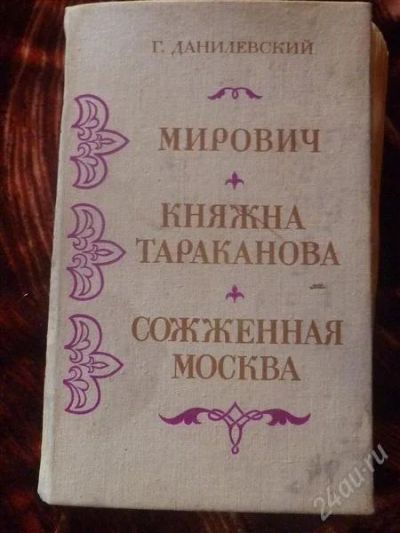 Г. ДАНИЛЕВСКИЙ
МИРОВИЧ
КНЯЖНА
ТАРАКАНОВА
СОЖЖЕННАЯ
МОСКВА
24au.ru